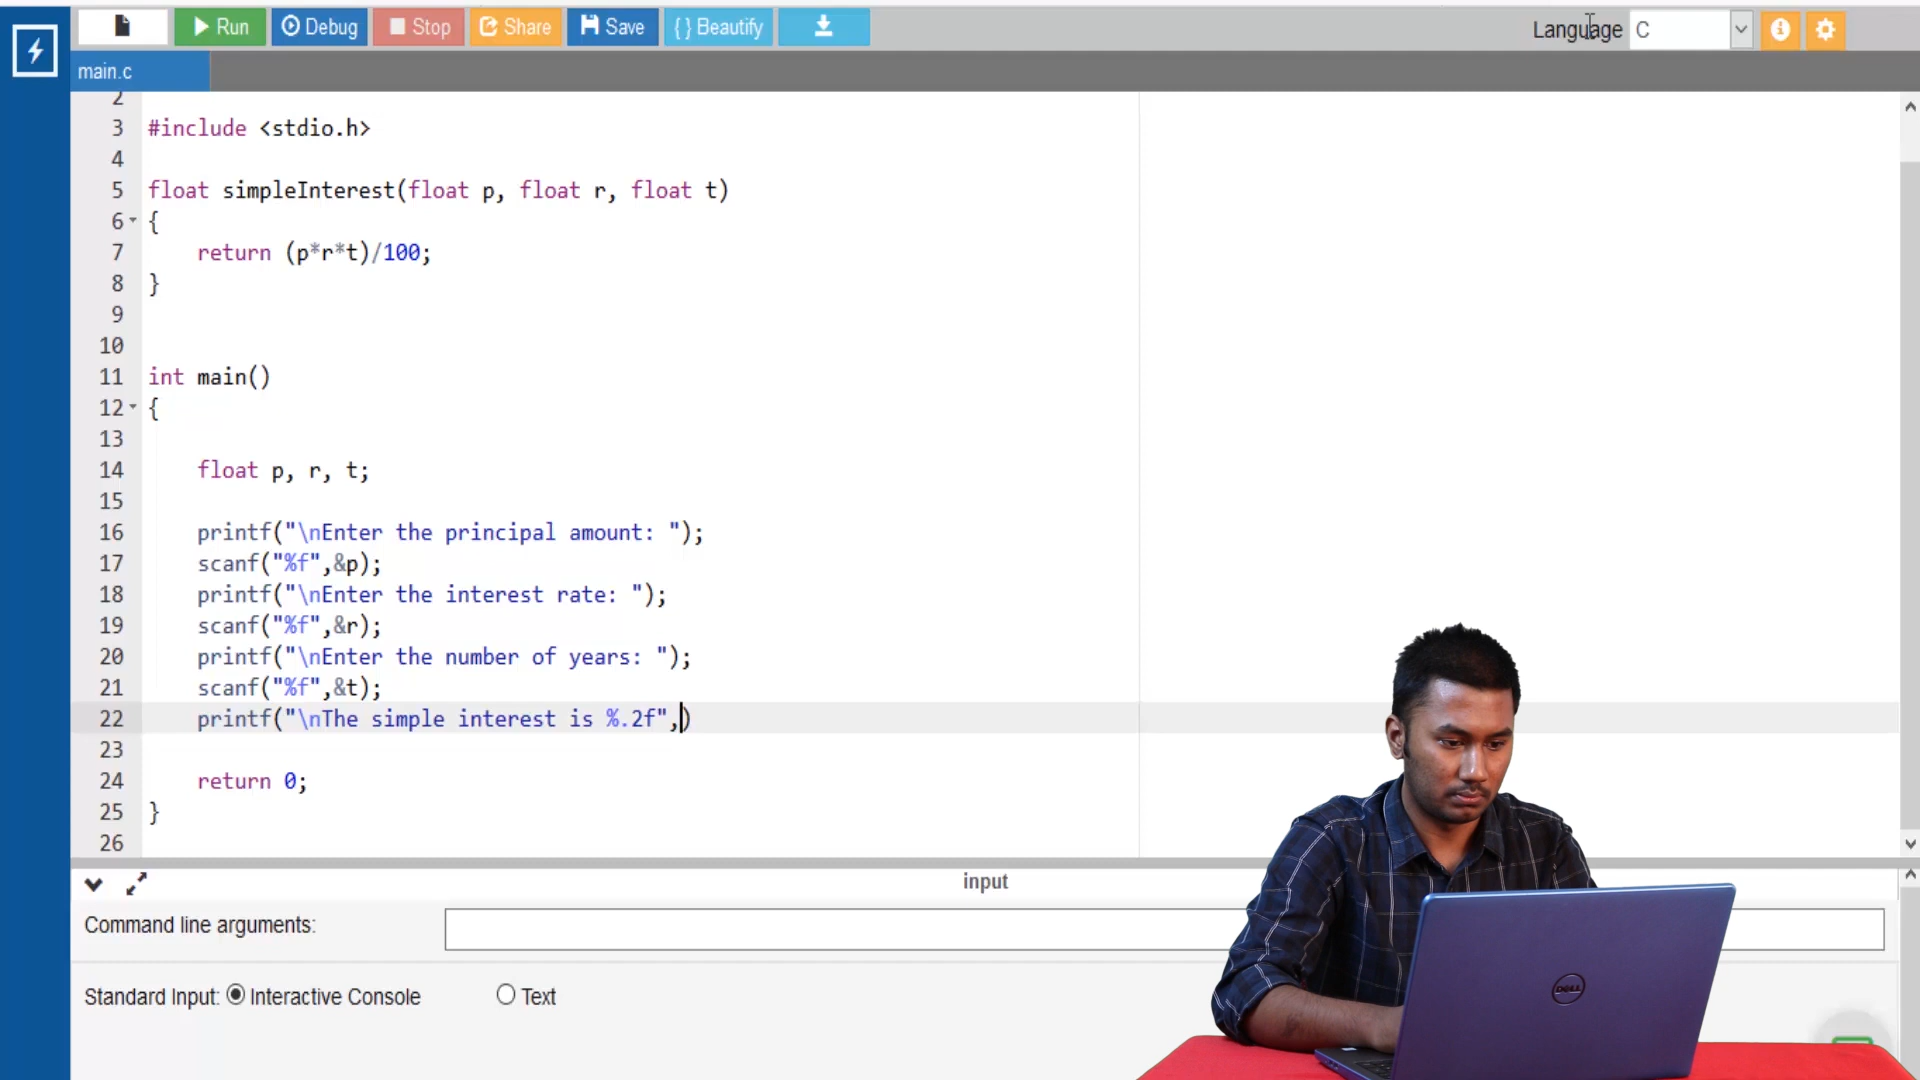 Run Debug Stop Share Save { } Beautify
Language C
main.c
2
3 #include <stdio.h>
4
5 float simpleInterest(float p, float r, float t)
6 {
7 return (p*r*t)/100;
8 }
9
10
11 int main()
12 {
13
14 float p, r, t;
15
16 printf("\nEnter the principal amount: ");
17 scanf("%f",&p);
18 printf("\nEnter the interest rate: ");
19 scanf("%f",&r);
20 printf("\nEnter the number of years: ");
21 scanf("%f",&t);
22 printf("\nThe simple interest is %.2f",)
23
24 return 0;
25 }
26
input
Command line arguments:
Standard Input: Interactive Console Text
DELL